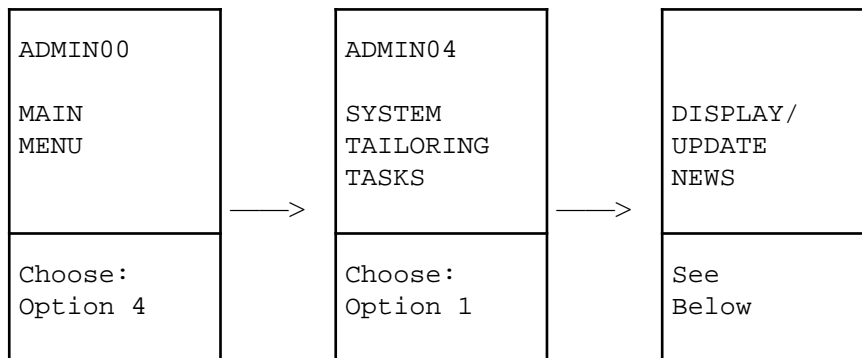 ADMIN00
MAIN
MENU
Choose:
Option 4
ADMIN04
SYSTEM
TAILORING
TASKS
Choose:
Option 1
DISPLAY/
UPDATE
NEWS
See
Below